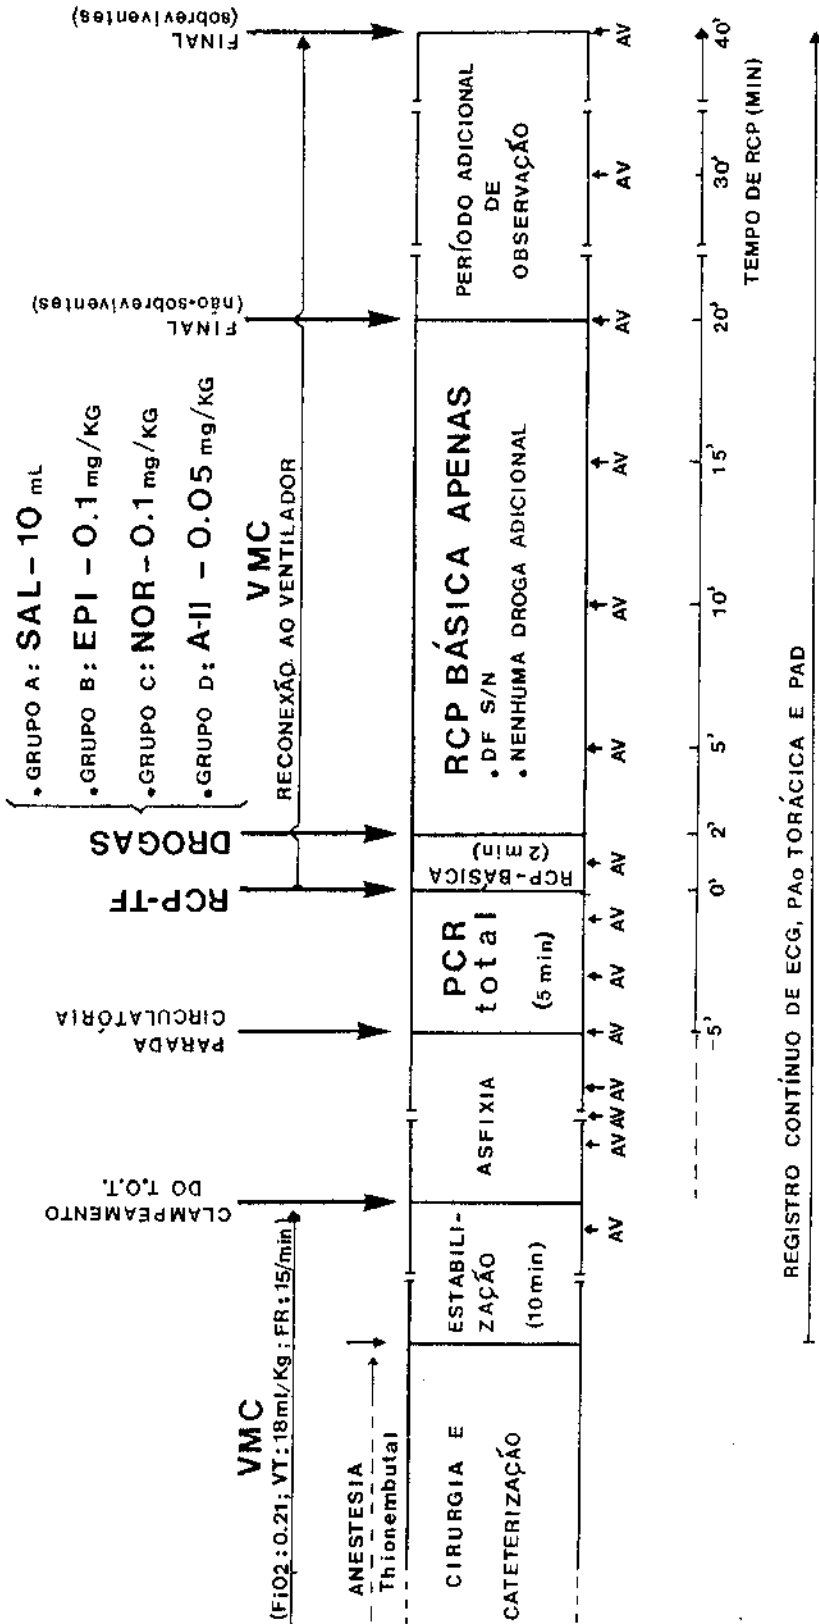 VMC
(FiO2:0.21; VT:18ml/Kg; FR:15/min)
ANESTESIA
Thionembutal
CLAMPEAMENTO
DO T.O.T.
PARADA
CIRCULATÓRIA
RCP-TF
DROGAS
• GRUPO A: SAL-10 mL
• GRUPO B: EPI-0.1 mg/KG
• GRUPO C: NOR-0.1 mg/KG
• GRUPO D: A-II-0.05 mg/KG
VMC
RECONEXÃO AO VENTILADOR
FINAL
(não-sobreviventes)
FINAL
(sobreviventes)
CIRURGIA E
CATETERIZAÇÃO
ESTABILI-
ZAÇÃO
(10min)
ASFIXIA
PCR
total
(5min)
RCP-BÁSICA
(2 min)
RCP BÁSICA APENAS
• DF S/N
• NENHUMA DROGA ADICIONAL
PERÍODO ADICIONAL
DE
OBSERVAÇÃO
AV AV AV AV AV AV AV AV AV AV AV AV AV AV
-5' 0' 2' 5' 10' 15' 20' 30' 40'
TEMPO DE RCP (MIN)
REGISTRO CONTÍNUO DE ECG, PAo TORÁCICA E PAD